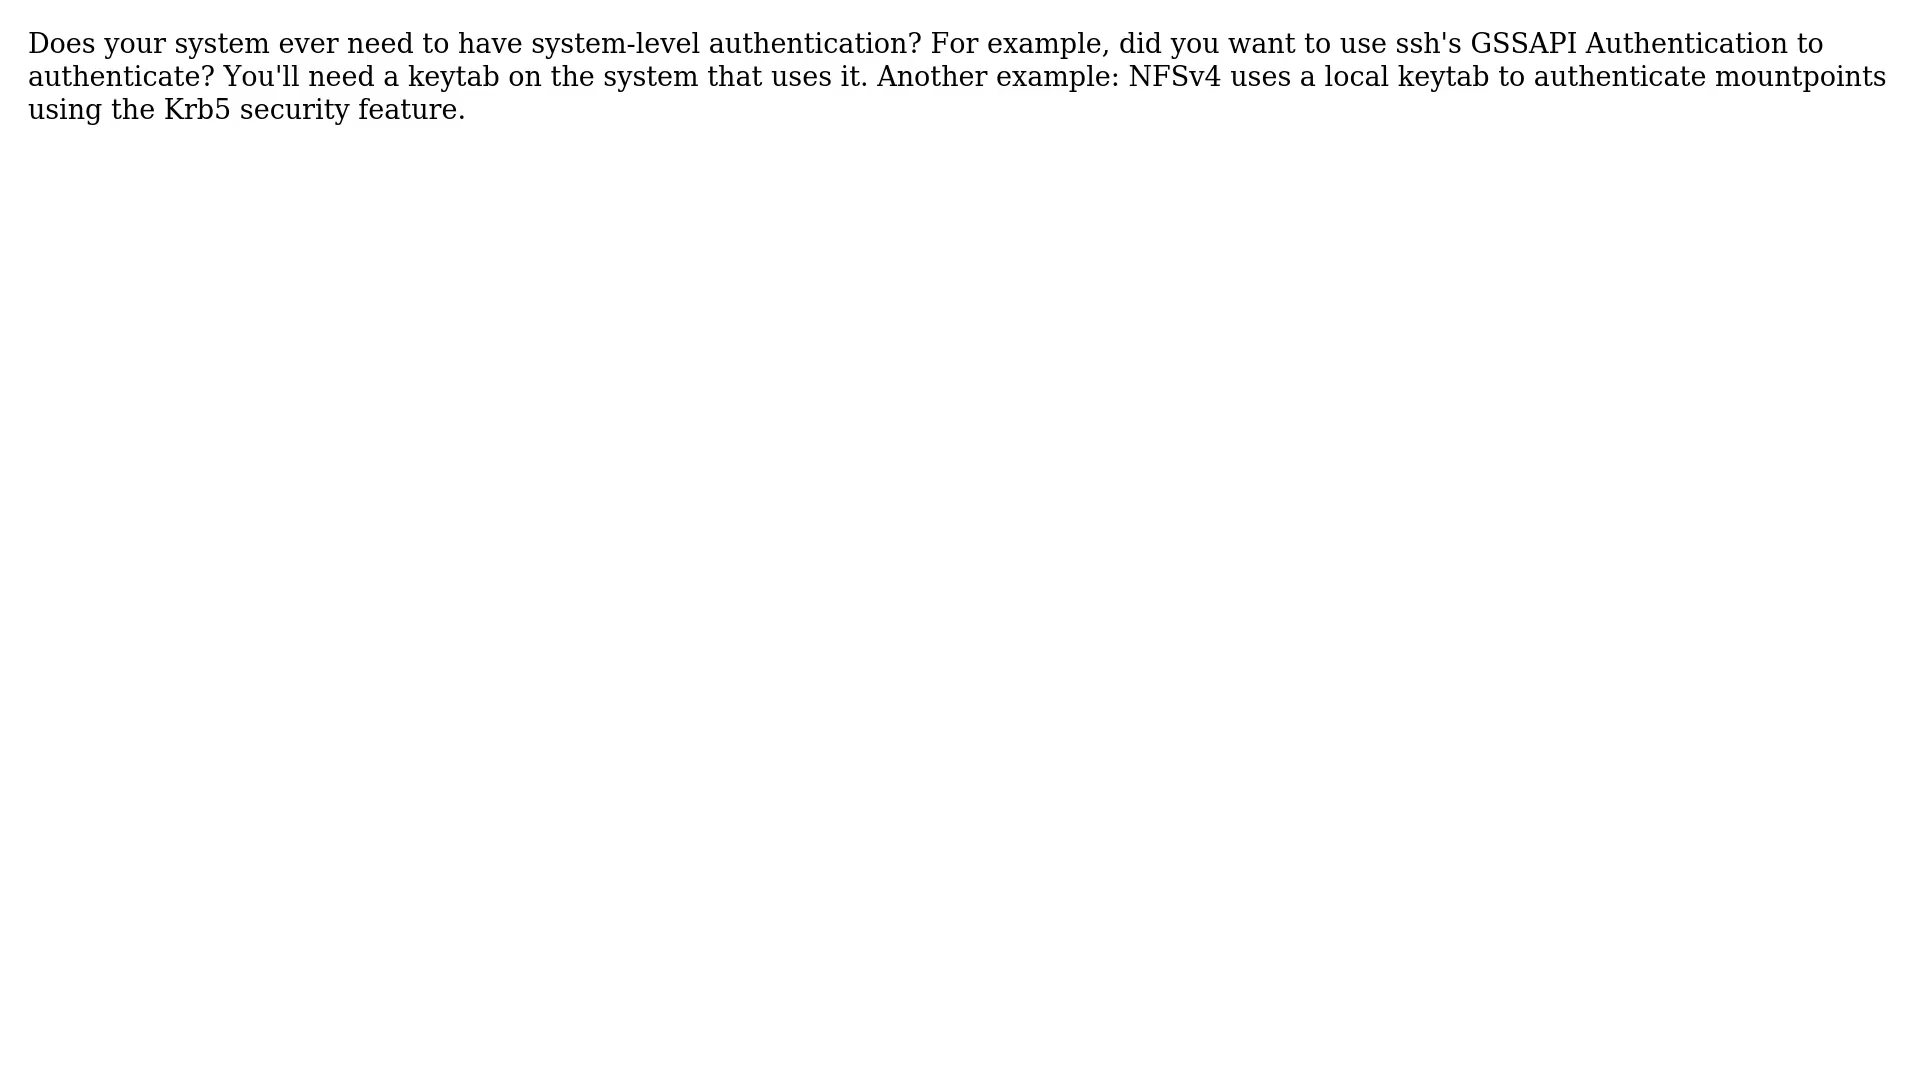 Does your system ever need to have system-level authentication? For example, did you want to use ssh's GSSAPI Authentication to
authenticate? You'll need a keytab on the system that uses it. Another example: NFSv4 uses a local keytab to authenticate mountpoints
using the Krb5 security feature.